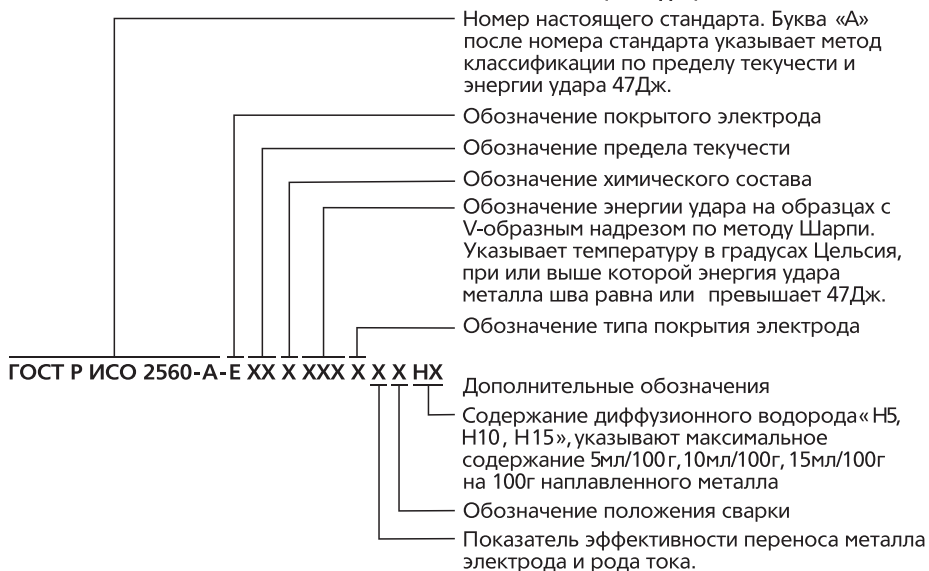 Номер настоящего стандарта. Буква «А»
после номера стандарта указывает метод
классификации по пределу текучести и
энергии удара 47Дж.
Обозначение покрытого электрода
Обозначение предела текучести
Обозначение химического состава
Обозначение энергии удара на образцах с
V-образным надрезом по методу Шарпи.
Указывает температуру в градусах Цельсия,
при или выше которой энергия удара
металла шва равна или превышает 47Дж.
Обозначение типа покрытия электрода
ГОСТ Р ИСО 2560-А-Е ХХ Х ХХХ Х Х Х НХ
Дополнительные обозначения
Содержание диффузионного водорода«Н5,
Н10, Н15», указывают максимальное
содержание 5мл/100г, 10мл/100г, 15мл/100г
на 100г наплавленного металла
Обозначение положения сварки
Показатель эффективности переноса металла
электрода и рода тока.